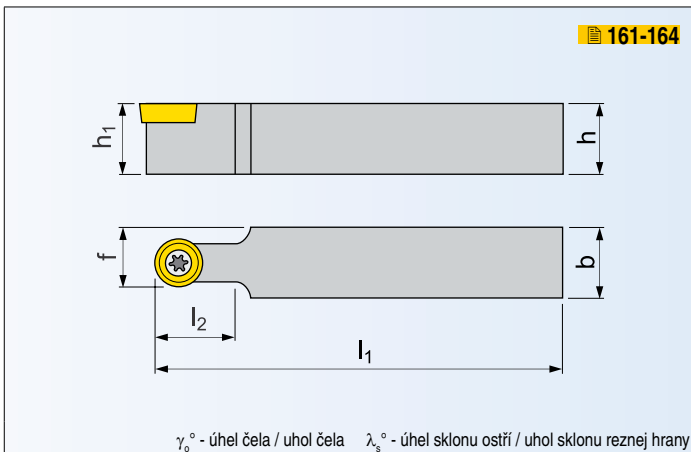 161-164
h₁
h
f
b
l₂
l₁
γₒ° - úhel čela / uhol čela λₛ° - úhel sklonu ostří / uhol sklonu reznej hrany